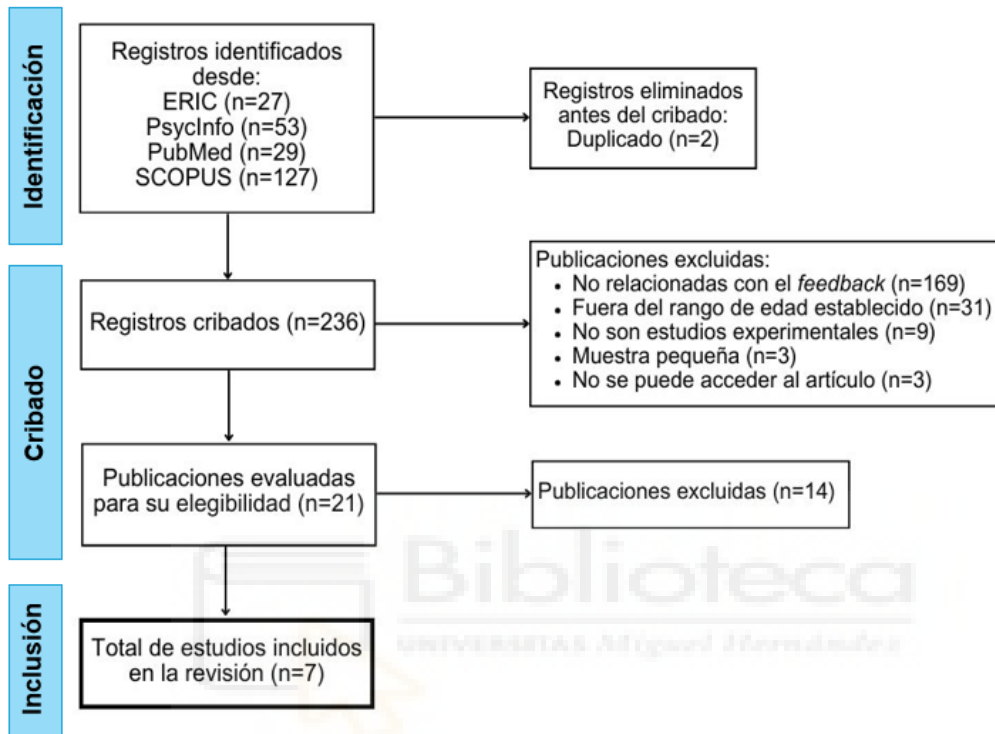 Identificación
Registros identificados
desde:
ERIC (n=27)
PsycInfo (n=53)
PubMed (n=29)
SCOPUS (n=127)
Registros eliminados
antes del cribado:
Duplicado (n=2)
Cribado
Registros cribados (n=236)
Publicaciones excluidas:
• No relacionadas con el feedback (n=169)
• Fuera del rango de edad establecido (n=31)
• No son estudios experimentales (n=9)
• Muestra pequeña (n=3)
• No se puede acceder al artículo (n=3)
Publicaciones evaluadas
para su elegibilidad (n=21)
Publicaciones excluidas (n=14)
Inclusión
Total de estudios incluidos
en la revisión (n=7)
Biblioteca
UNIVERSITAS Miguel Hernández